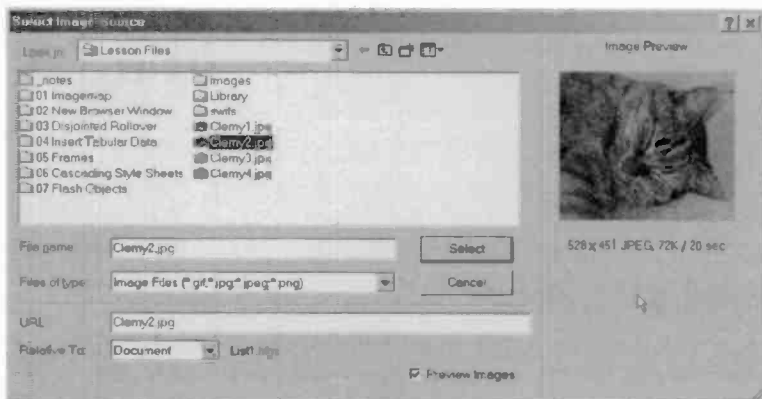 Select Image Source
Look in: Lesson Files
Image Preview
_notes
01 Imagemap
02 New Browser Window
03 Disjointed Rollover
04 Insert Tabular Data
05 Frames
06 Cascading Style Sheets
07 Flash Objects
images
Library
swfs
Clemy1.jpg
Clemy2.jpg
Clemy3.jpg
Clemy4.jpg
528 x 451 JPEG, 72K / 20 sec
File name: Clemy2.jpg
Select
Files of type: Image Files (*.gif;*.jpg;*.jpeg;*.png)
Cancel
URL: Clemy2.jpg
Relative To: Document
Preview Images